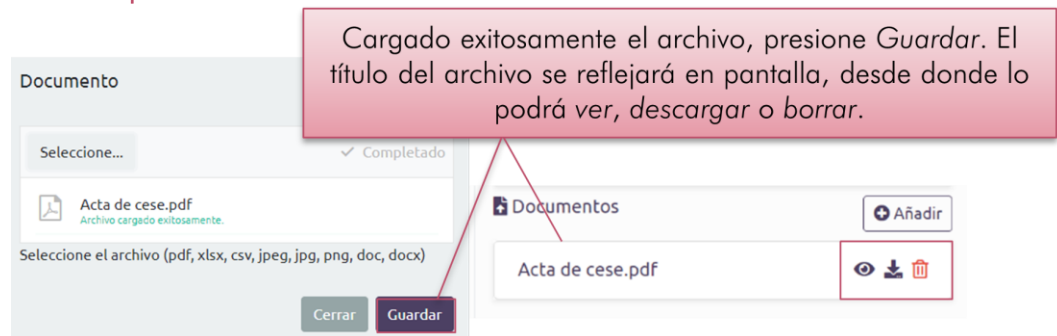 Cargado exitosamente el archivo, presione Guardar. El
título del archivo se reflejará en pantalla, desde donde lo
podrá ver, descargar o borrar.
Documento
Seleccione...
Completado
Acta de cese.pdf
Archivo cargado exitosamente.
Seleccione el archivo (pdf, xlsx, csv, jpeg, jpg, png, doc, docx)
Cerrar
Guardar
Documentos
Añadir
Acta de cese.pdf